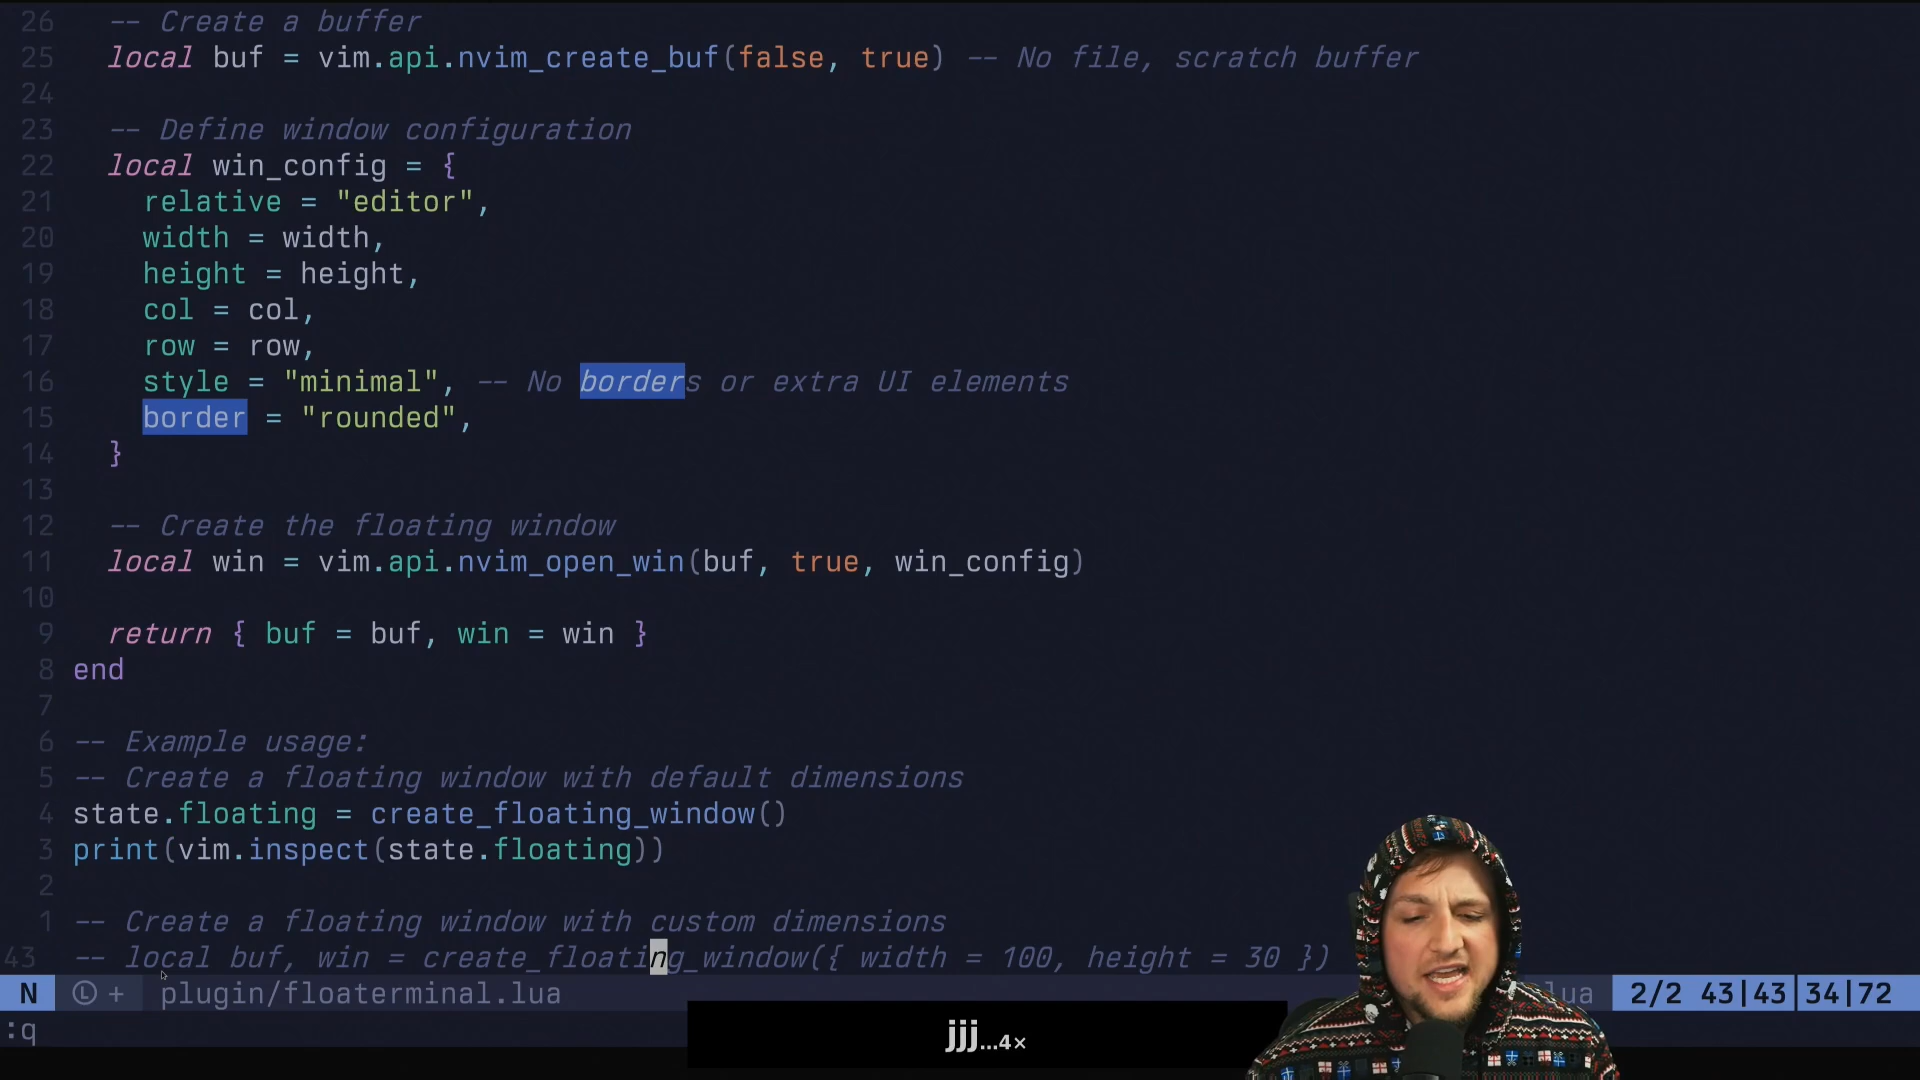 26 -- Create a buffer
25 local buf = vim.api.nvim_create_buf(false, true) -- No file, scratch buffer
24
23 -- Define window configuration
22 local win_config = {
21 relative = "editor",
20 width = width,
19 height = height,
18 col = col,
17 row = row,
16 style = "minimal", -- No borders or extra UI elements
15 border = "rounded",
14 }
13
12 -- Create the floating window
11 local win = vim.api.nvim_open_win(buf, true, win_config)
10
9 return { buf = buf, win = win }
8 end
7
6 -- Example usage:
5 -- Create a floating window with default dimensions
4 state.floating = create_floating_window()
3 print(vim.inspect(state.floating))
2
1 -- Create a floating window with custom dimensions
43 -- local buf, win = create_floating_window({ width = 100, height = 30 })
N Ⓛ + plugin/floaterminal.lua lua 2/2 43|43|34|72
:q
jjj...4×